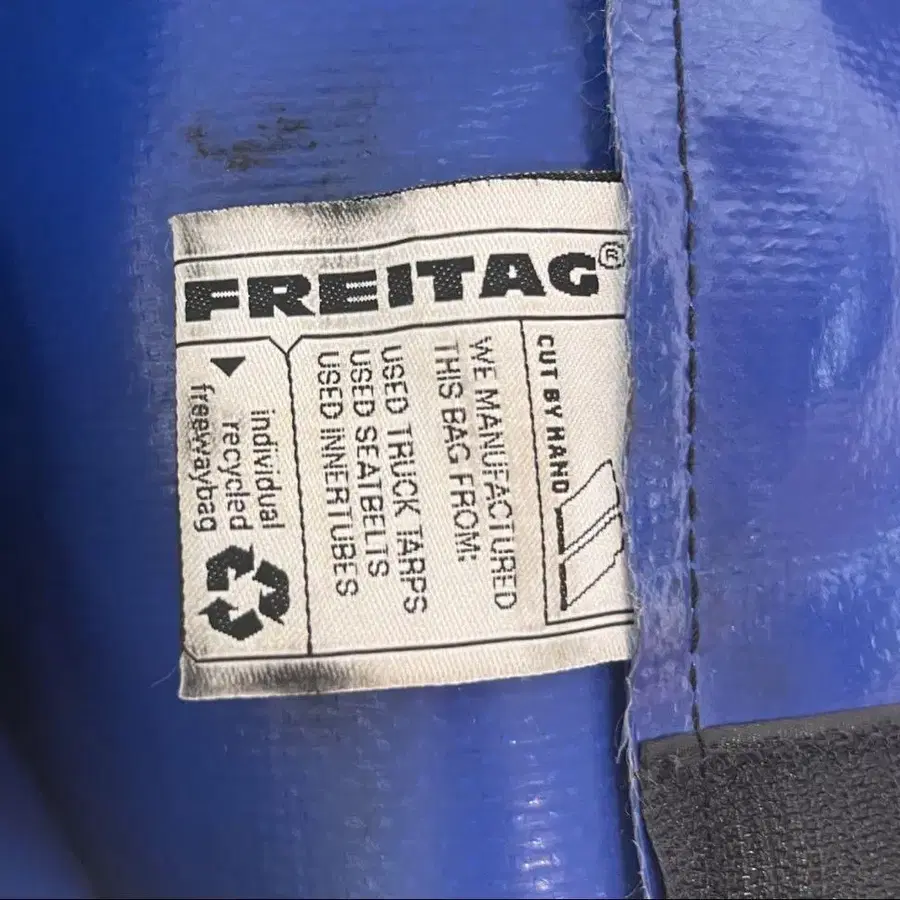 FREITAG®
CUT BY HAND
WE MANUFACTURED
THIS BAG FROM:
USED TRUCK TARPS
USED SEATBELTS
USED INNERTUBES
individual
recycled
freewaybag